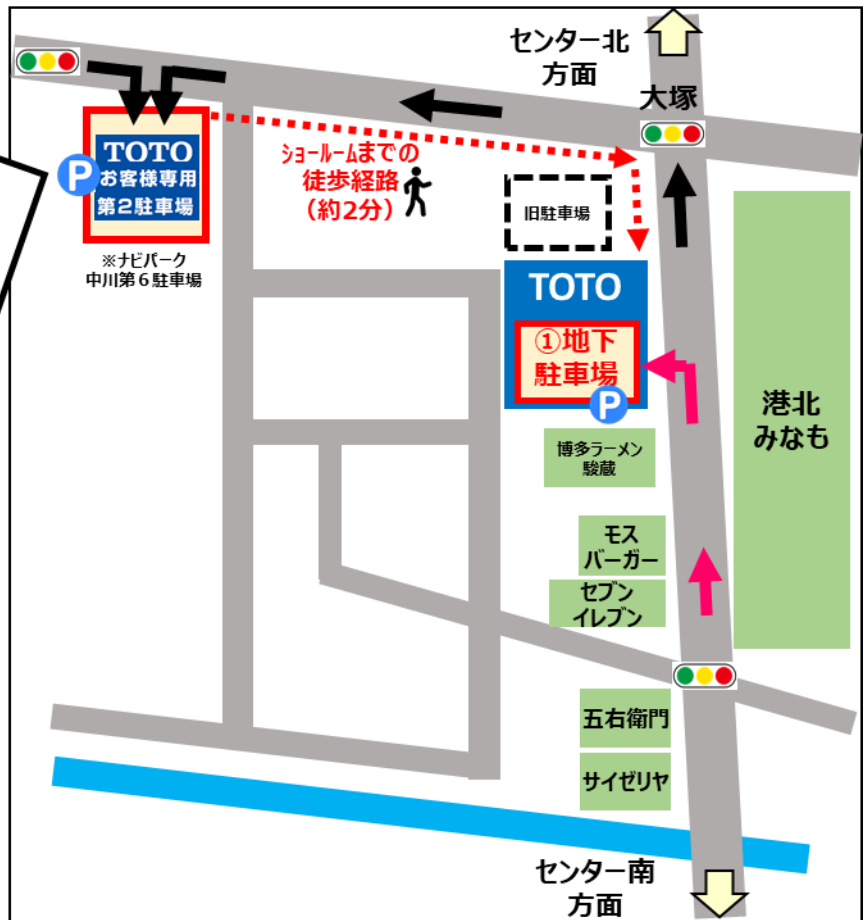 センター北
方面
大塚
TOTO
お客様専用
第2駐車場
P
※ナビパーク
中川第6駐車場
ショールームまでの
徒歩経路
(約2分)
旧駐車場
TOTO
①地下
駐車場
P
港北
みなも
博多ラーメン
駿蔵
モス
バーガー
セブン
イレブン
五右衛門
サイゼリヤ
センター南
方面